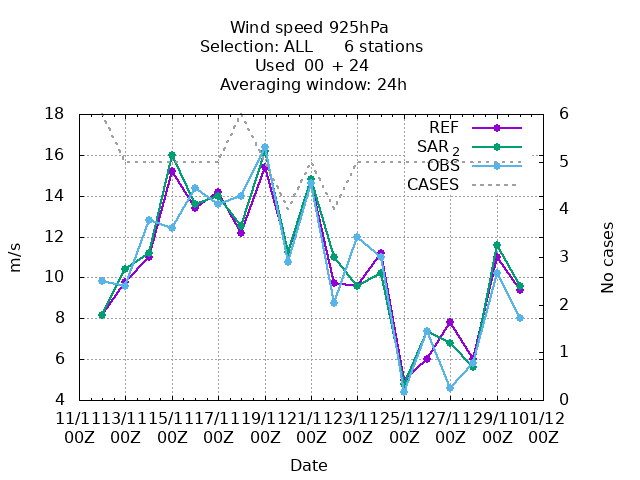 Wind speed 925hPa
Selection: ALL 6 stations
Used 00 + 24
Averaging window: 24h
18 6
REF
16 SAR 2
OBS 5
14 CASES
4
12
m/s 3 No cases
10
8 2
6 1
4 0
11/11 13/11 15/11 17/11 19/11 21/11 23/11 25/11 27/11 29/11 01/12
00Z 00Z 00Z 00Z 00Z 00Z 00Z 00Z 00Z 00Z 00Z
Date